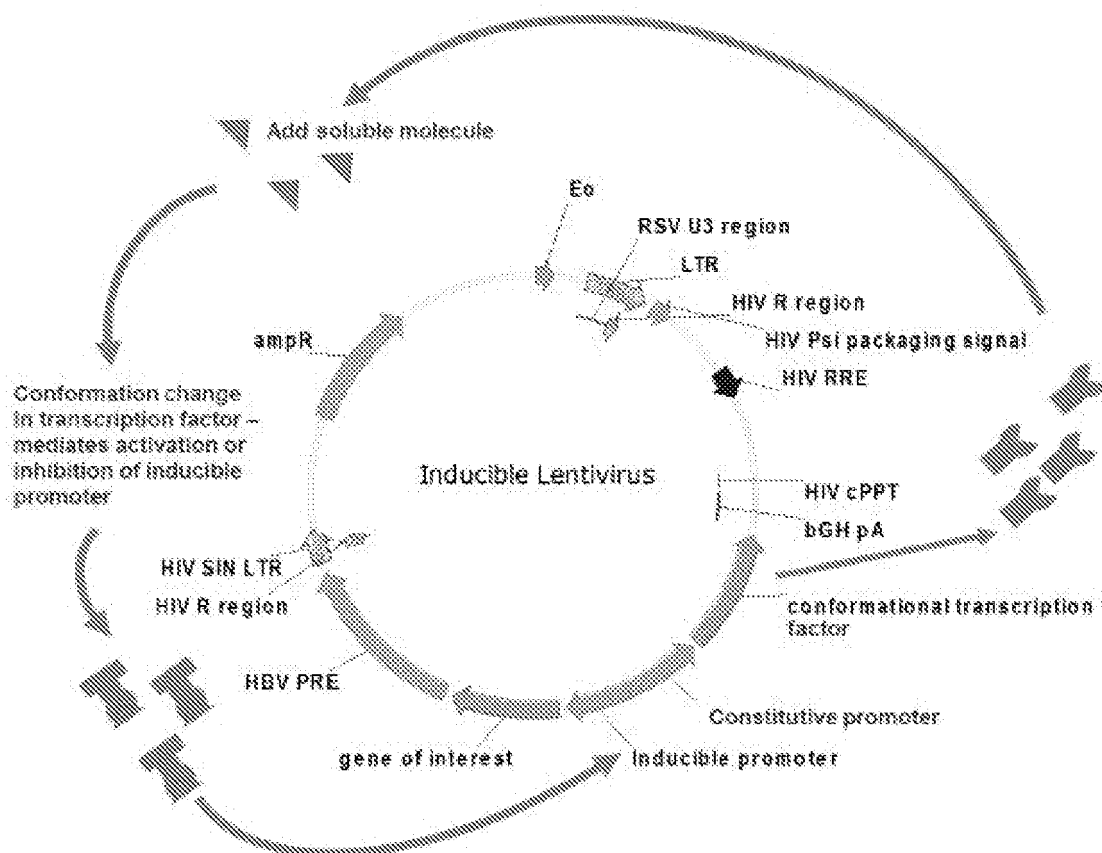 Add soluble molecule
Eo
RSV U3 region
LTR
HIV R region
HIV Psi packaging signal
HIV RRE
ampR
Conformation change
in transcription factor –
mediates activation or
inhibition of inducible
promoter
Inducible Lentivirus
HIV cPPT
bGH pA
HIV SIN LTR
HIV R region
conformational transcription
factor
HBV PRE
Constitutive promoter
gene of interest
Inducible promoter